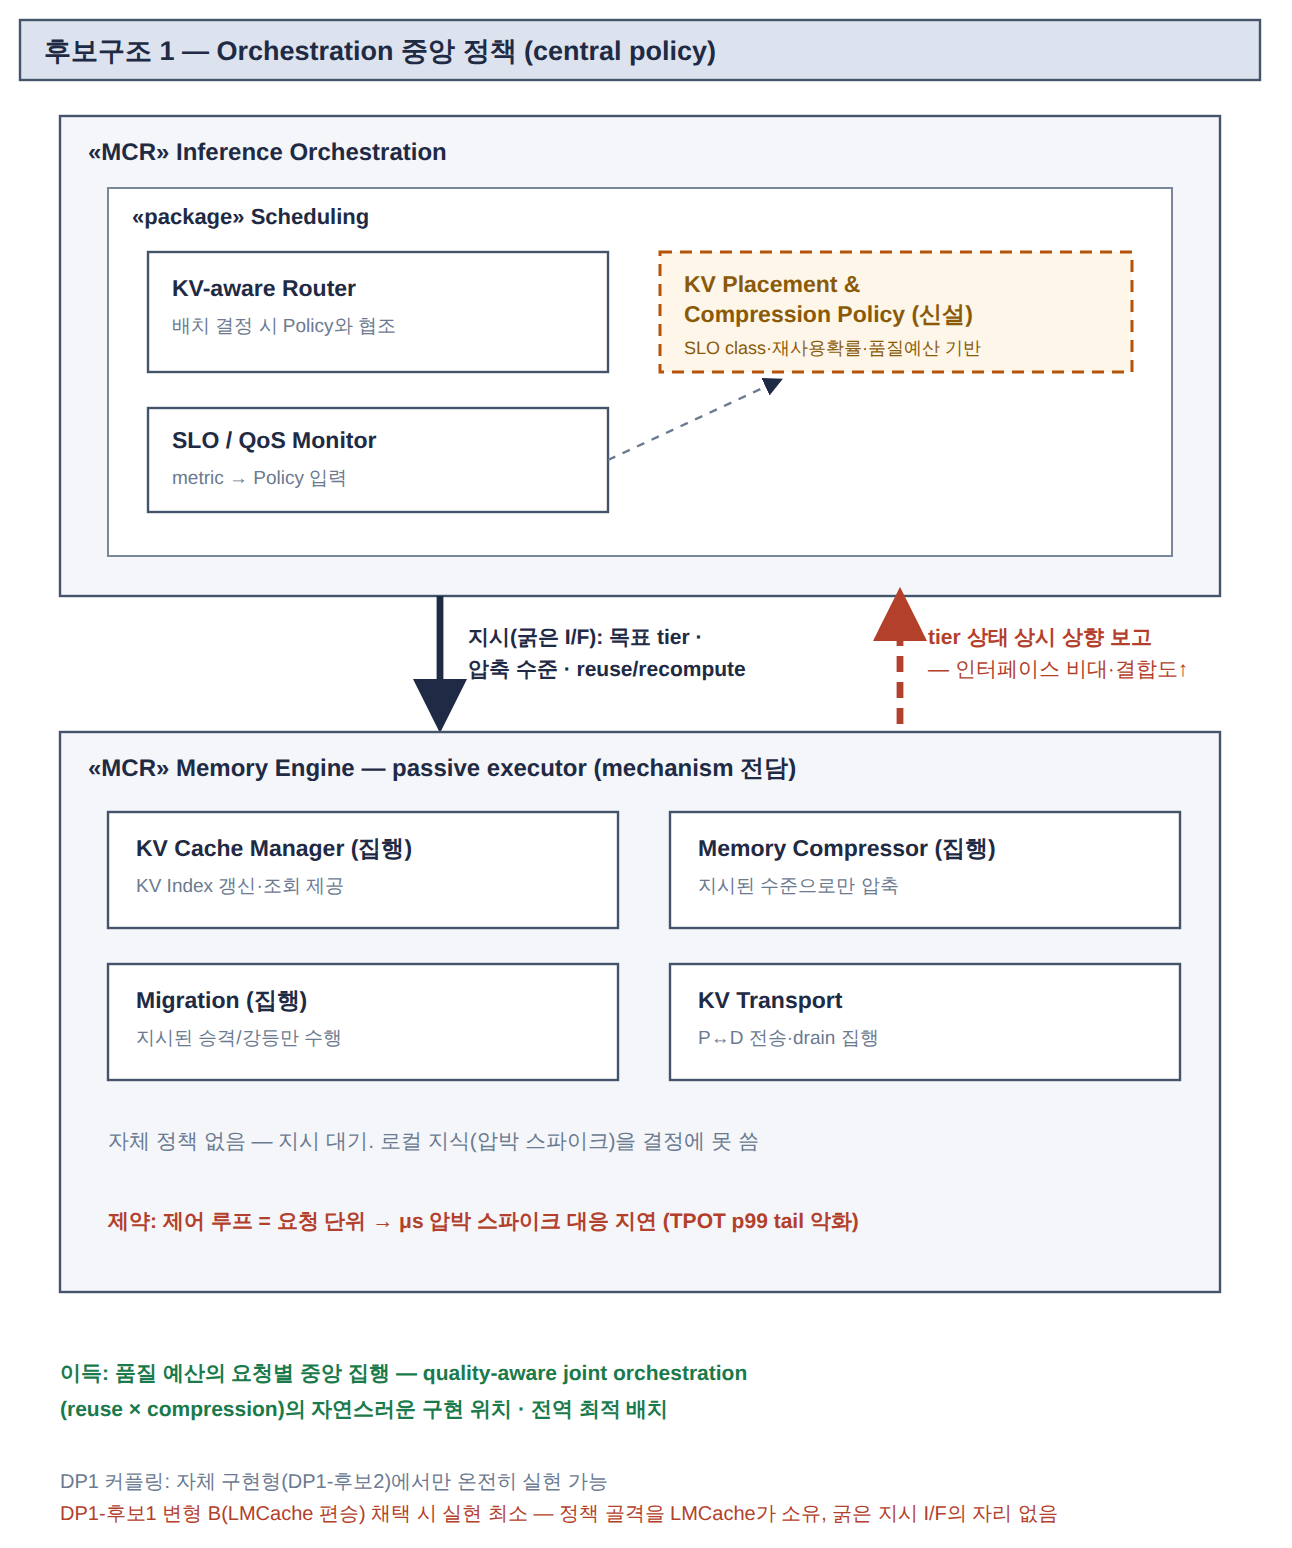 후보구조 1 — Orchestration 중앙 정책 (central policy)
«MCR» Inference Orchestration
«package» Scheduling
KV-aware Router
배치 결정 시 Policy와 협조
KV Placement &
Compression Policy (신설)
SLO class·재사용확률·품질예산 기반
SLO / QoS Monitor
metric → Policy 입력
지시(굵은 I/F): 목표 tier ·
압축 수준 · reuse/recompute
tier 상태 상시 상향 보고
— 인터페이스 비대·결합도↑
«MCR» Memory Engine — passive executor (mechanism 전담)
KV Cache Manager (집행)
KV Index 갱신·조회 제공
Memory Compressor (집행)
지시된 수준으로만 압축
Migration (집행)
지시된 승격/강등만 수행
KV Transport
P↔D 전송·drain 집행
자체 정책 없음 — 지시 대기. 로컬 지식(압박 스파이크)을 결정에 못 씀
제약: 제어 루프 = 요청 단위 → μs 압박 스파이크 대응 지연 (TPOT p99 tail 악화)
이득: 품질 예산의 요청별 중앙 집행 — quality-aware joint orchestration
(reuse × compression)의 자연스러운 구현 위치 · 전역 최적 배치
DP1 커플링: 자체 구현형(DP1-후보2)에서만 온전히 실현 가능
DP1-후보1 변형 B(LMCache 편승) 채택 시 실현 최소 — 정책 골격을 LMCache가 소유, 굵은 지시 I/F의 자리 없음